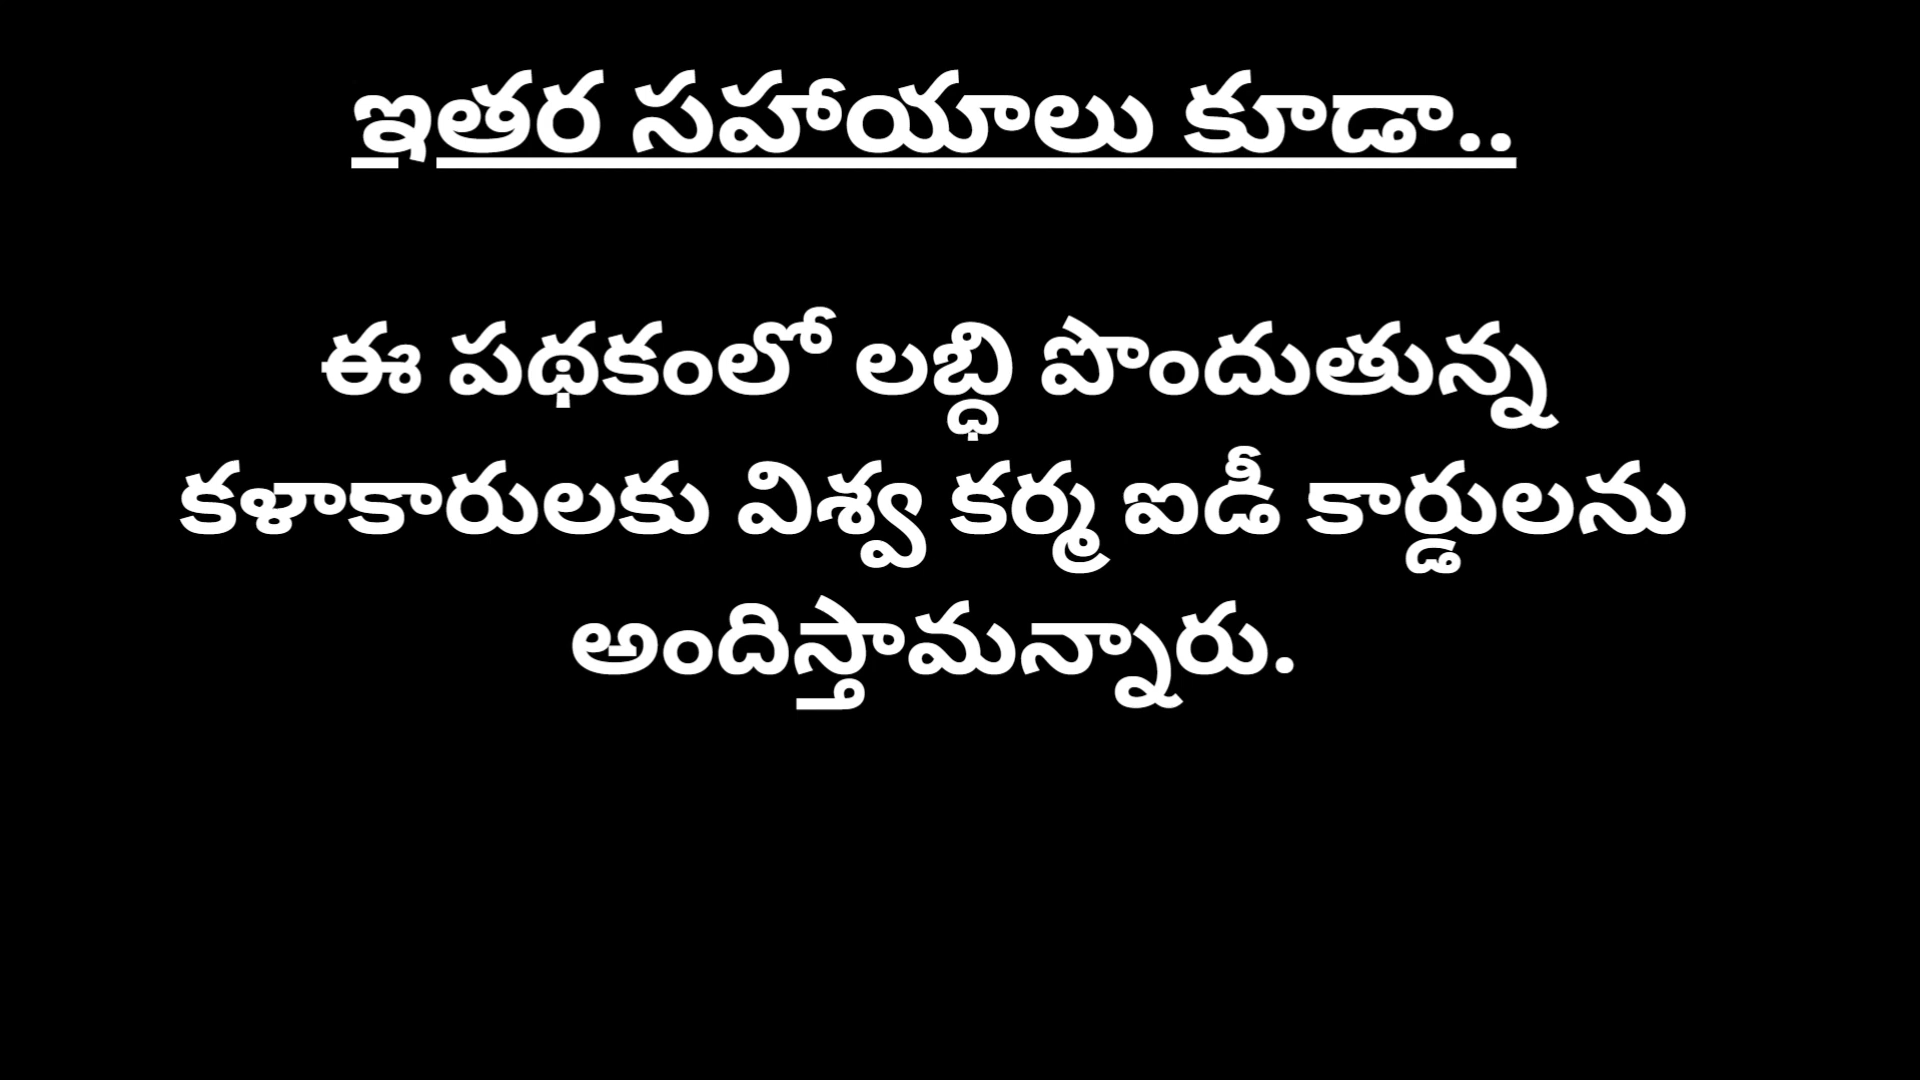 ఇతర సహాయాలు కూడా..
ఈ పథకంలో లబ్ధి పొందుతున్న
కళాకారులకు విశ్వ కర్మ ఐడీ కార్డులను
అందిస్తామన్నారు.